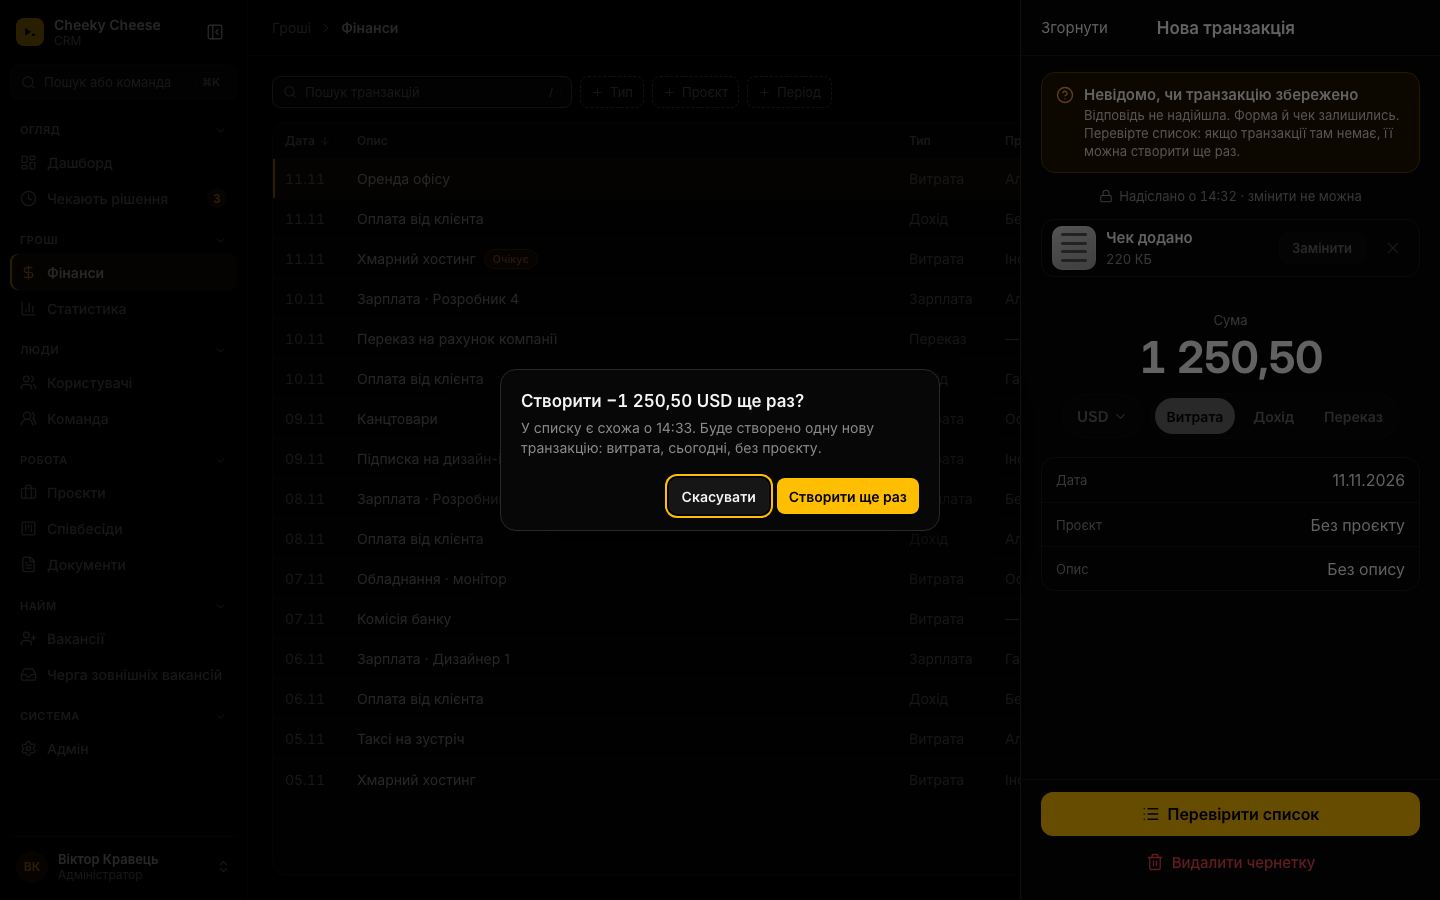 Cheeky Cheese
CRM
Пошук або команда ⌘K
ОГЛЯД
Дашборд
Чекають рішення 3
ГРОШІ
Фінанси
Статистика
ЛЮДИ
Користувачі
Команда
РОБОТА
Проєкти
Співбесіди
Документи
НАЙМ
Вакансії
Черга зовнішніх вакансій
СИСТЕМА
Адмін
ВК
Віктор Кравець
Адміністратор
Гроші
Фінанси
Пошук транзакцій /
Тип
Проєкт
Період
Дата Опис Тип
11.11 Оренда офісу Витрата
11.11 Оплата від клієнта Дохід
11.11 Хмарний хостинг Очікує Витрата
10.11 Зарплата · Розробник 4 Зарплата
10.11 Переказ на рахунок компанії Переказ —
10.11 Оплата від клієнта
09.11 Канцтовари
09.11
08.11
08.11 Оплата від клієнта Дохід
07.11 Обладнання · монітор Витрата
07.11 Комісія банку Витрата —
06.11 Зарплата · Дизайнер 1 Зарплата
06.11 Оплата від клієнта Дохід
05.11 Таксі на зустріч Витрата
05.11 Хмарний хостинг Витрата
Створити −1 250,50 USD ще раз?
У списку є схожа о 14:33. Буде створено одну нову
транзакцію: витрата, сьогодні, без проєкту.
Скасувати
Створити ще раз
Згорнути
Нова транзакція
Невідомо, чи транзакцію збережено
Відповідь не надійшла. Форма й чек залишились.
Перевірте список: якщо транзакції там немає, її
можна створити ще раз.
Надіслано о 14:32 · змінити не можна
Чек додано
220 КБ
Замінити
Сума
1 250,50
USD
Витрата
Дохід
Переказ
Дата 11.11.2026
Проєкт Без проєкту
Опис Без опису
Перевірити список
Видалити чернетку